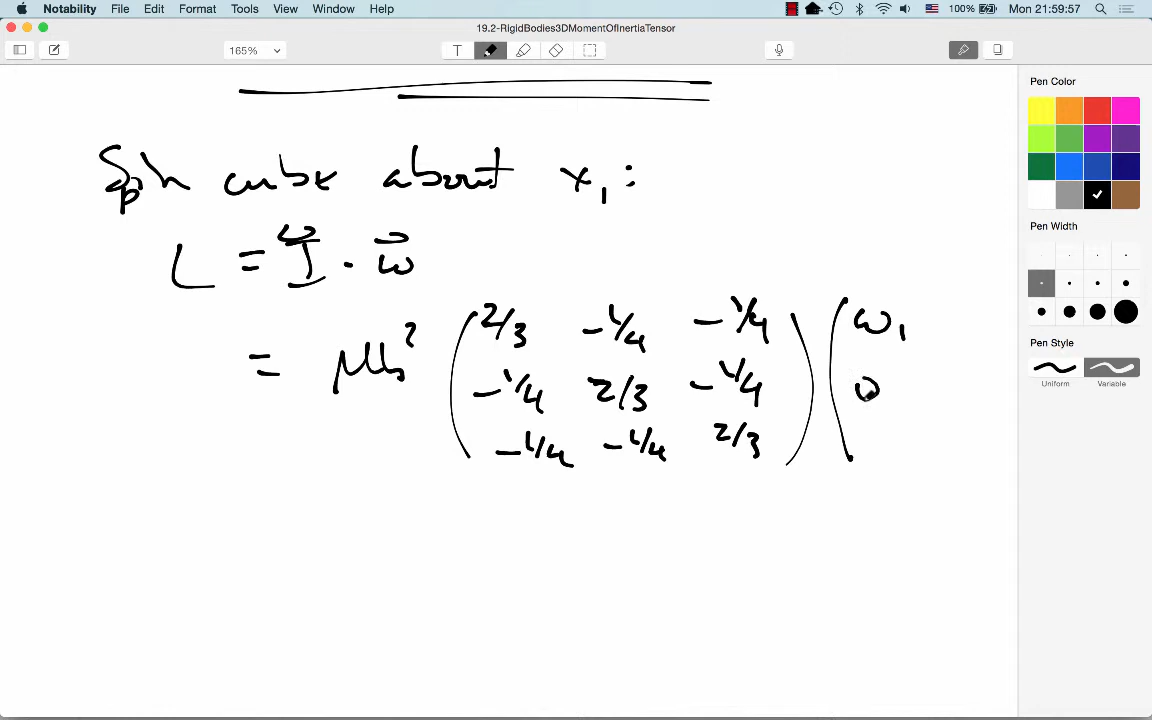 Notability File Edit Format Tools View Window Help 100% Mon 21:59:57
19.2-RigidBodies3DMomentOfInertiaTensor
165% T
Pen Color
Pen Width
Pen Style
Uniform Variable
Spin cube about x₁:
L = I · ω
= Mb² ( 2/3 -1/4 -1/4 ) ( ω₁
-1/4 2/3 -1/4 0
-1/4 -1/4 2/3